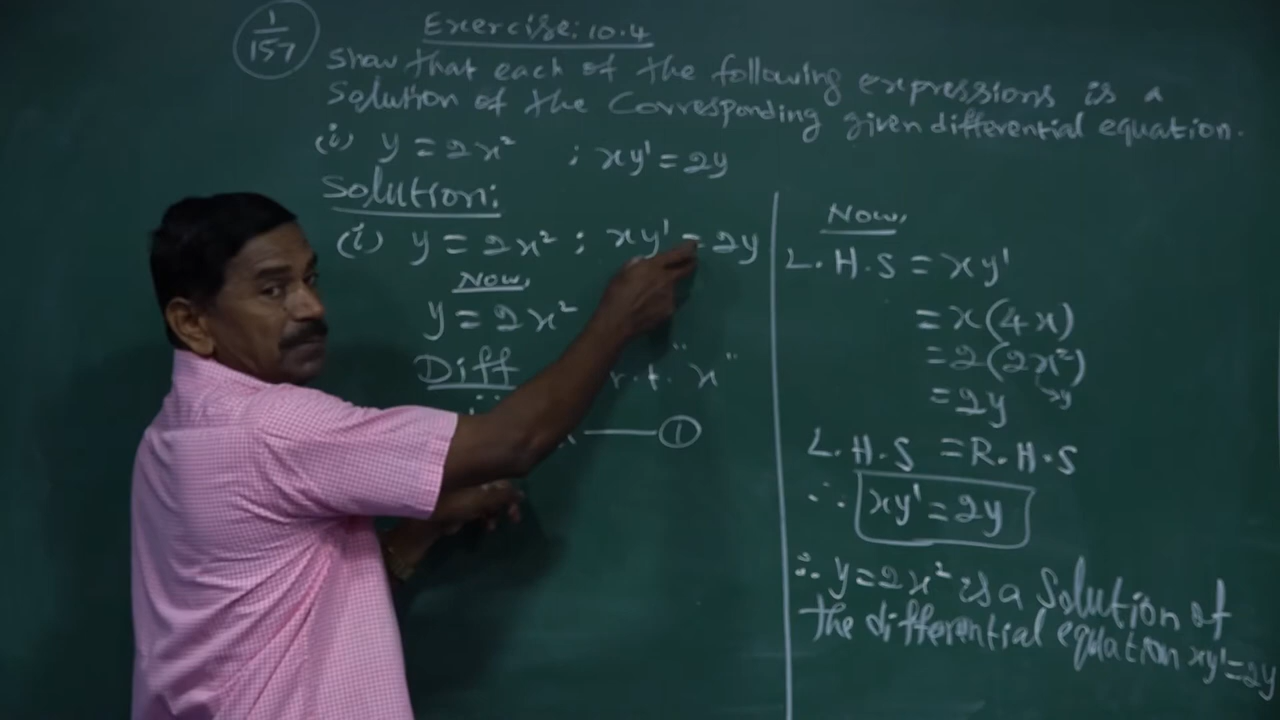 1/157
Exercise: 10.4
Show that each of the following expressions is a
solution of the Corresponding given differential equation.
(i) y = 2x² ; xy' = 2y
Solution:
(i) y = 2x² ; xy' = 2y
Now,
y = 2x²
Diff r.t. "x"
①
Now,
L.H.S = xy'
= x(4x)
= 2(2x²)
= 2y
L.H.S = R.H.S
∴ xy' = 2y
∴ y = 2x² is a Solution of
the differential equation xy' = 2y